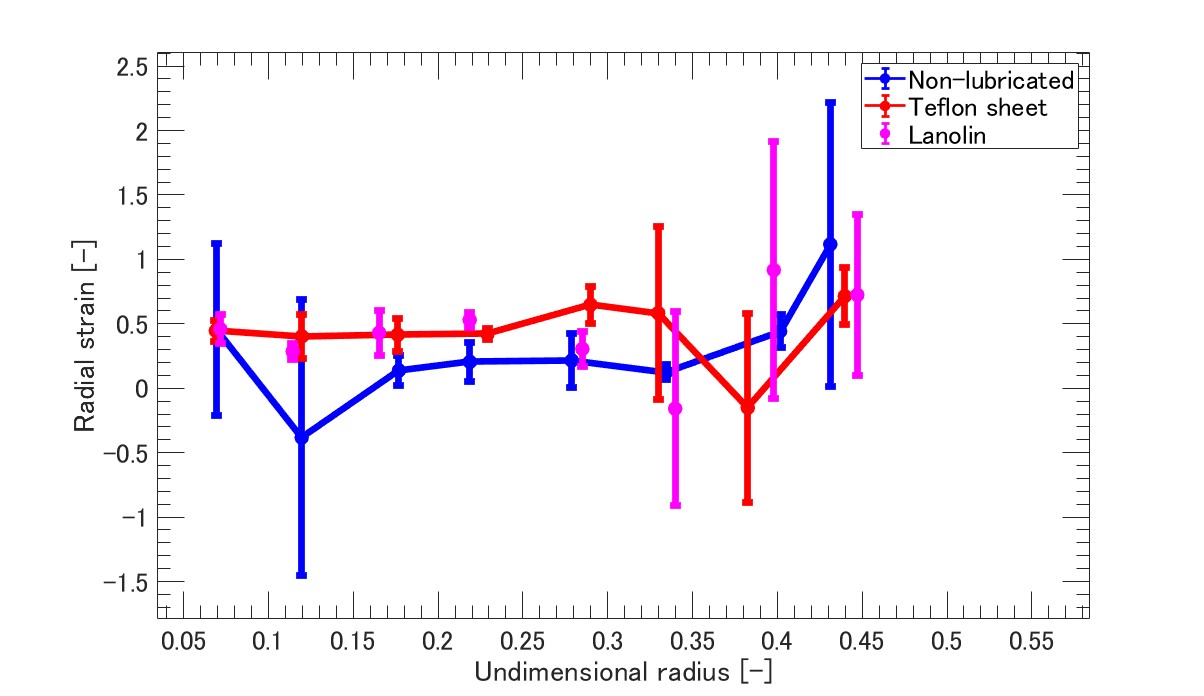 2.5
2
1.5
1
0.5
0
−0.5
−1
−1.5
Radial strain [−]
Non−lubricated
Teflon sheet
Lanolin
0.05 0.1 0.15 0.2 0.25 0.3 0.35 0.4 0.45 0.5 0.55
Undimensional radius [−]